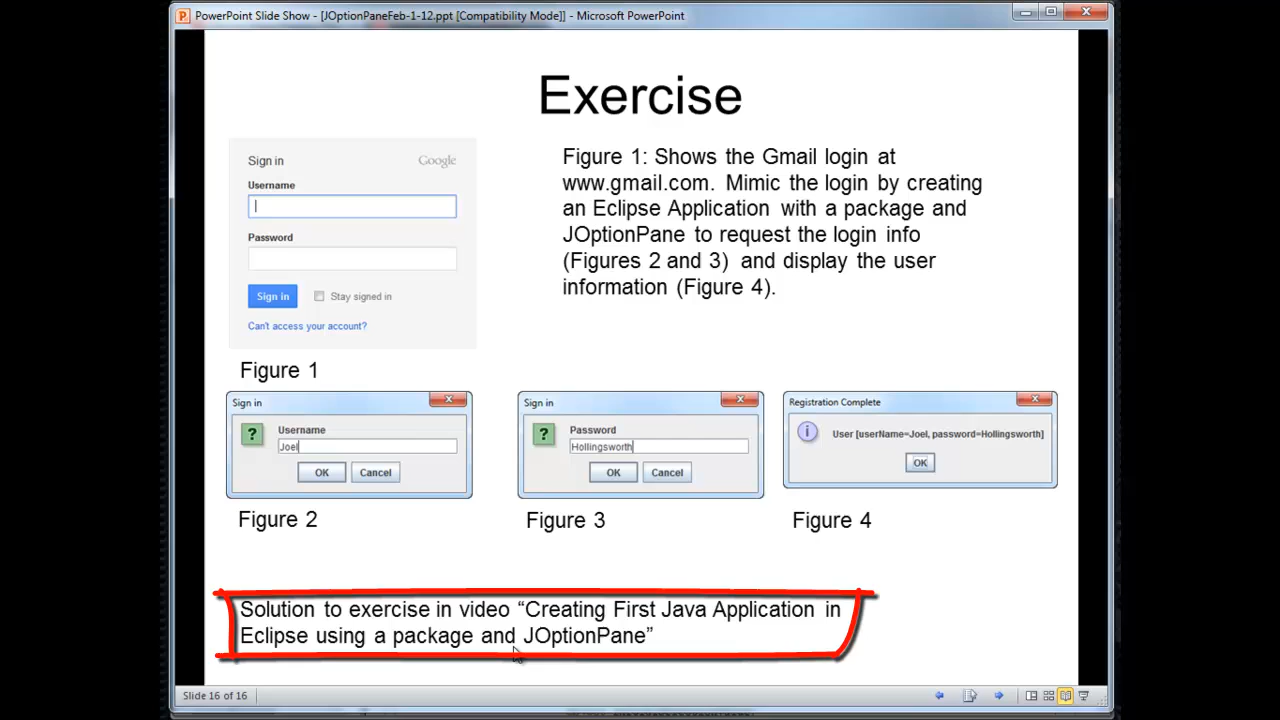 PowerPoint Slide Show - [JOptionPaneFeb-1-12.ppt [Compatibility Mode]] - Microsoft PowerPoint
Exercise
Sign in
Google
Username
Password
Sign in
Stay signed in
Can't access your account?
Figure 1
Figure 1: Shows the Gmail login at
www.gmail.com. Mimic the login by creating
an Eclipse Application with a package and
JOptionPane to request the login info
(Figures 2 and 3) and display the user
information (Figure 4).
Sign in
Username
Joel
OK
Cancel
Figure 2
Sign in
Password
Hollingsworth
OK
Cancel
Figure 3
Registration Complete
User [userName=Joel, password=Hollingsworth]
OK
Figure 4
Solution to exercise in video “Creating First Java Application in
Eclipse using a package and JOptionPane”
Slide 16 of 16